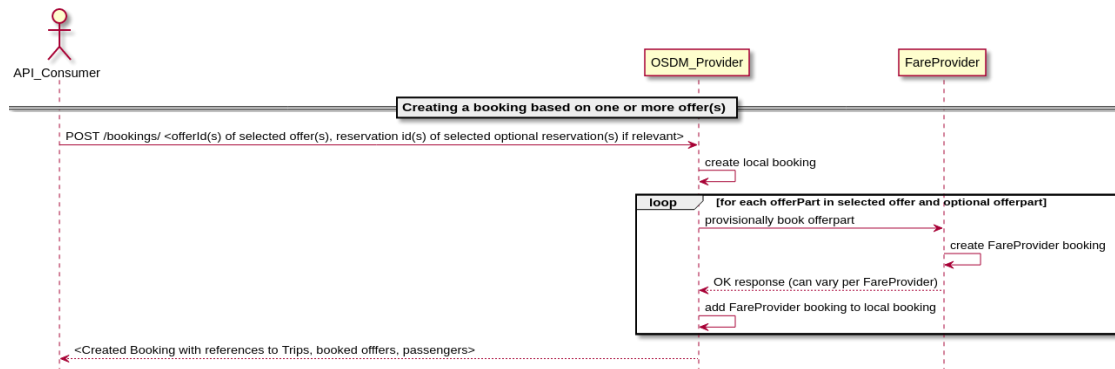 API_Consumer
OSDM_Provider
FareProvider
Creating a booking based on one or more offer(s)
POST /bookings/ <offerId(s) of selected offer(s), reservation id(s) of selected optional reservation(s) if relevant>
create local booking
loop [for each offerPart in selected offer and optional offerpart]
provisionally book offerpart
create FareProvider booking
OK response (can vary per FareProvider)
add FareProvider booking to local booking
<Created Booking with references to Trips, booked offfers, passengers>